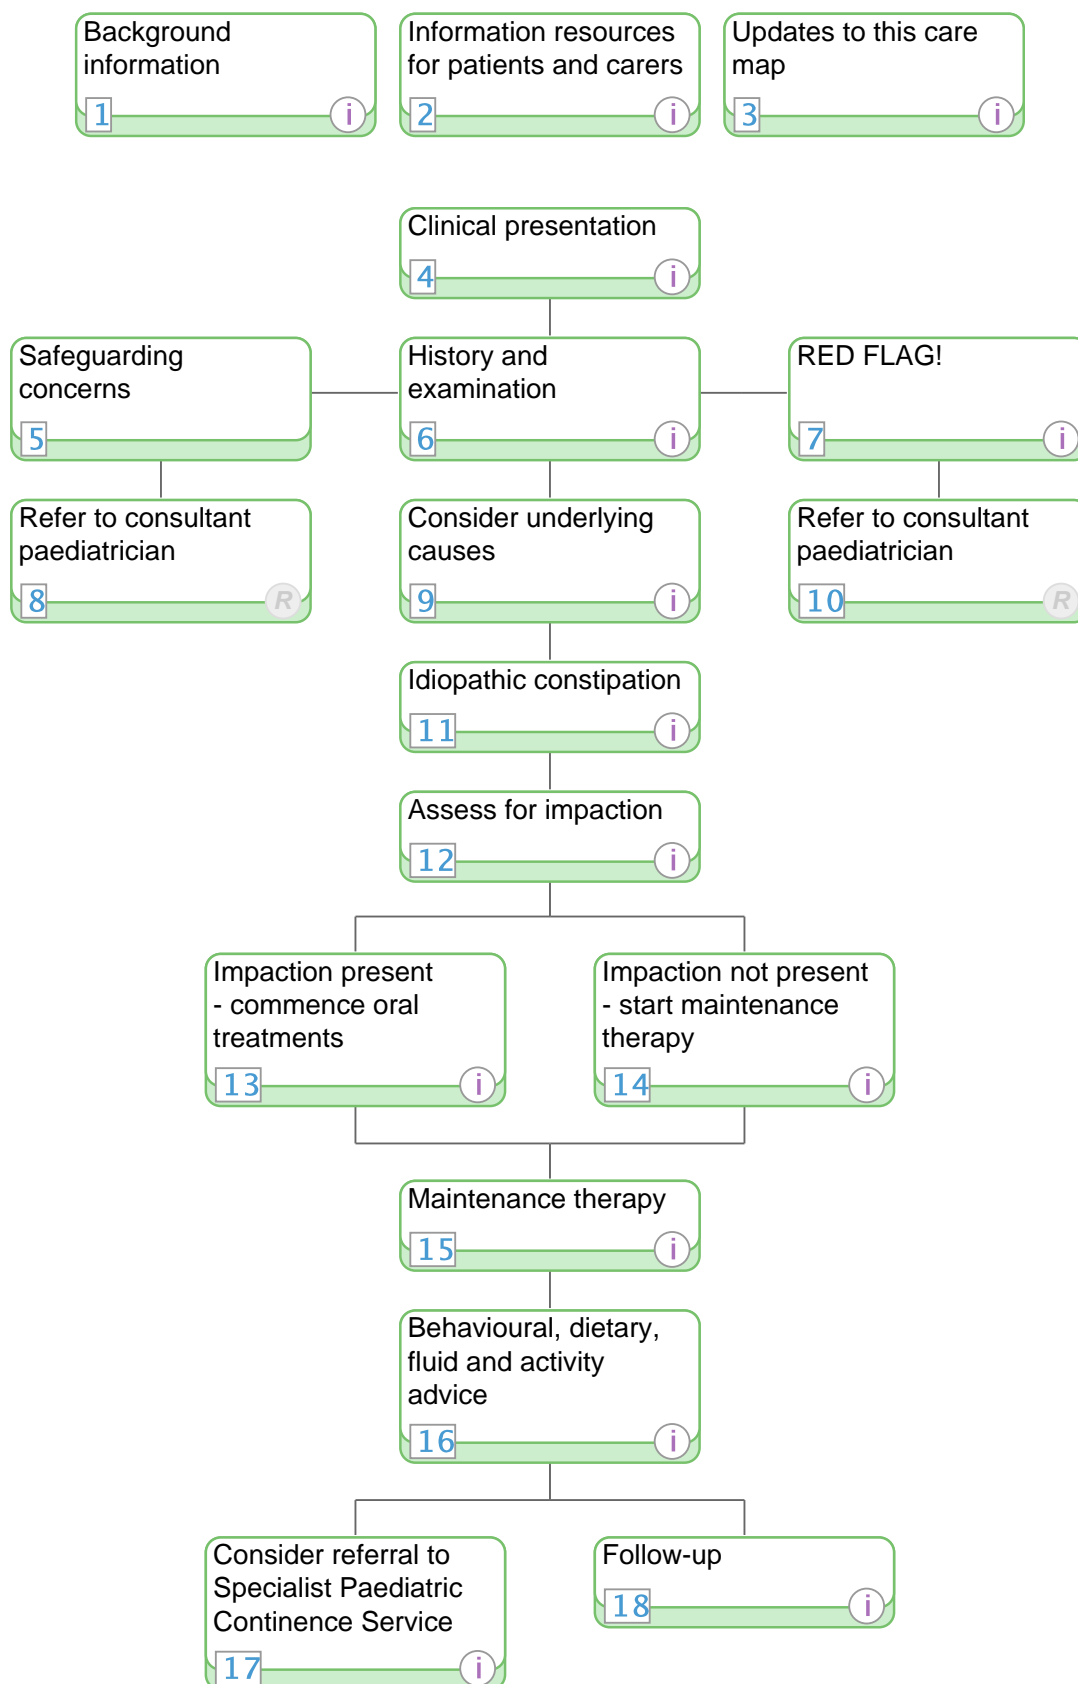 Background
information
1
i
Information resources
for patients and carers
2
i
Updates to this care
map
3
i
Clinical presentation
4
i
Safeguarding
concerns
5
History and
examination
6
i
RED FLAG!
7
i
Refer to consultant
paediatrician
8
R
Consider underlying
causes
9
i
Refer to consultant
paediatrician
10
R
Idiopathic constipation
11
i
Assess for impaction
12
i
Impaction present
- commence oral
treatments
13
i
Impaction not present
- start maintenance
therapy
14
i
Maintenance therapy
15
i
Behavioural, dietary,
fluid and activity
advice
16
i
Consider referral to
Specialist Paediatric
Continence Service
17
i
Follow-up
18
i